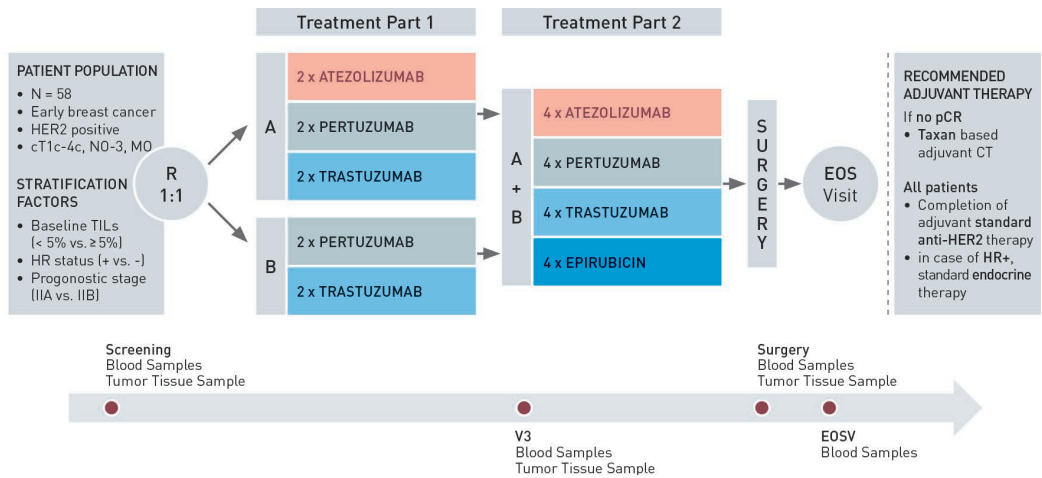 Treatment Part 1
Treatment Part 2
PATIENT POPULATION
• N = 58
• Early breast cancer
• HER2 positive
• cT1c-4c, NO-3, MO
STRATIFICATION
FACTORS
• Baseline TILs
(< 5% vs. ≥ 5%)
• HR status (+ vs. -)
• Progonostic stage
(IIA vs. IIB)
R
1:1
A
2 x ATEZOLIZUMAB
2 x PERTUZUMAB
2 x TRASTUZUMAB
B
2 x PERTUZUMAB
2 x TRASTUZUMAB
A
+
B
4 x ATEZOLIZUMAB
4 x PERTUZUMAB
4 x TRASTUZUMAB
4 x EPIRUBICIN
S
U
R
G
E
R
Y
EOS
Visit
RECOMMENDED
ADJUVANT THERAPY
If no pCR
• Taxan based
adjuvant CT
All patients
• Completion of
adjuvant standard
anti-HER2 therapy
• in case of HR+,
standard endocrine
therapy
Screening
Blood Samples
Tumor Tissue Sample
V3
Blood Samples
Tumor Tissue Sample
Surgery
Blood Samples
Tumor Tissue Sample
EOSV
Blood Samples